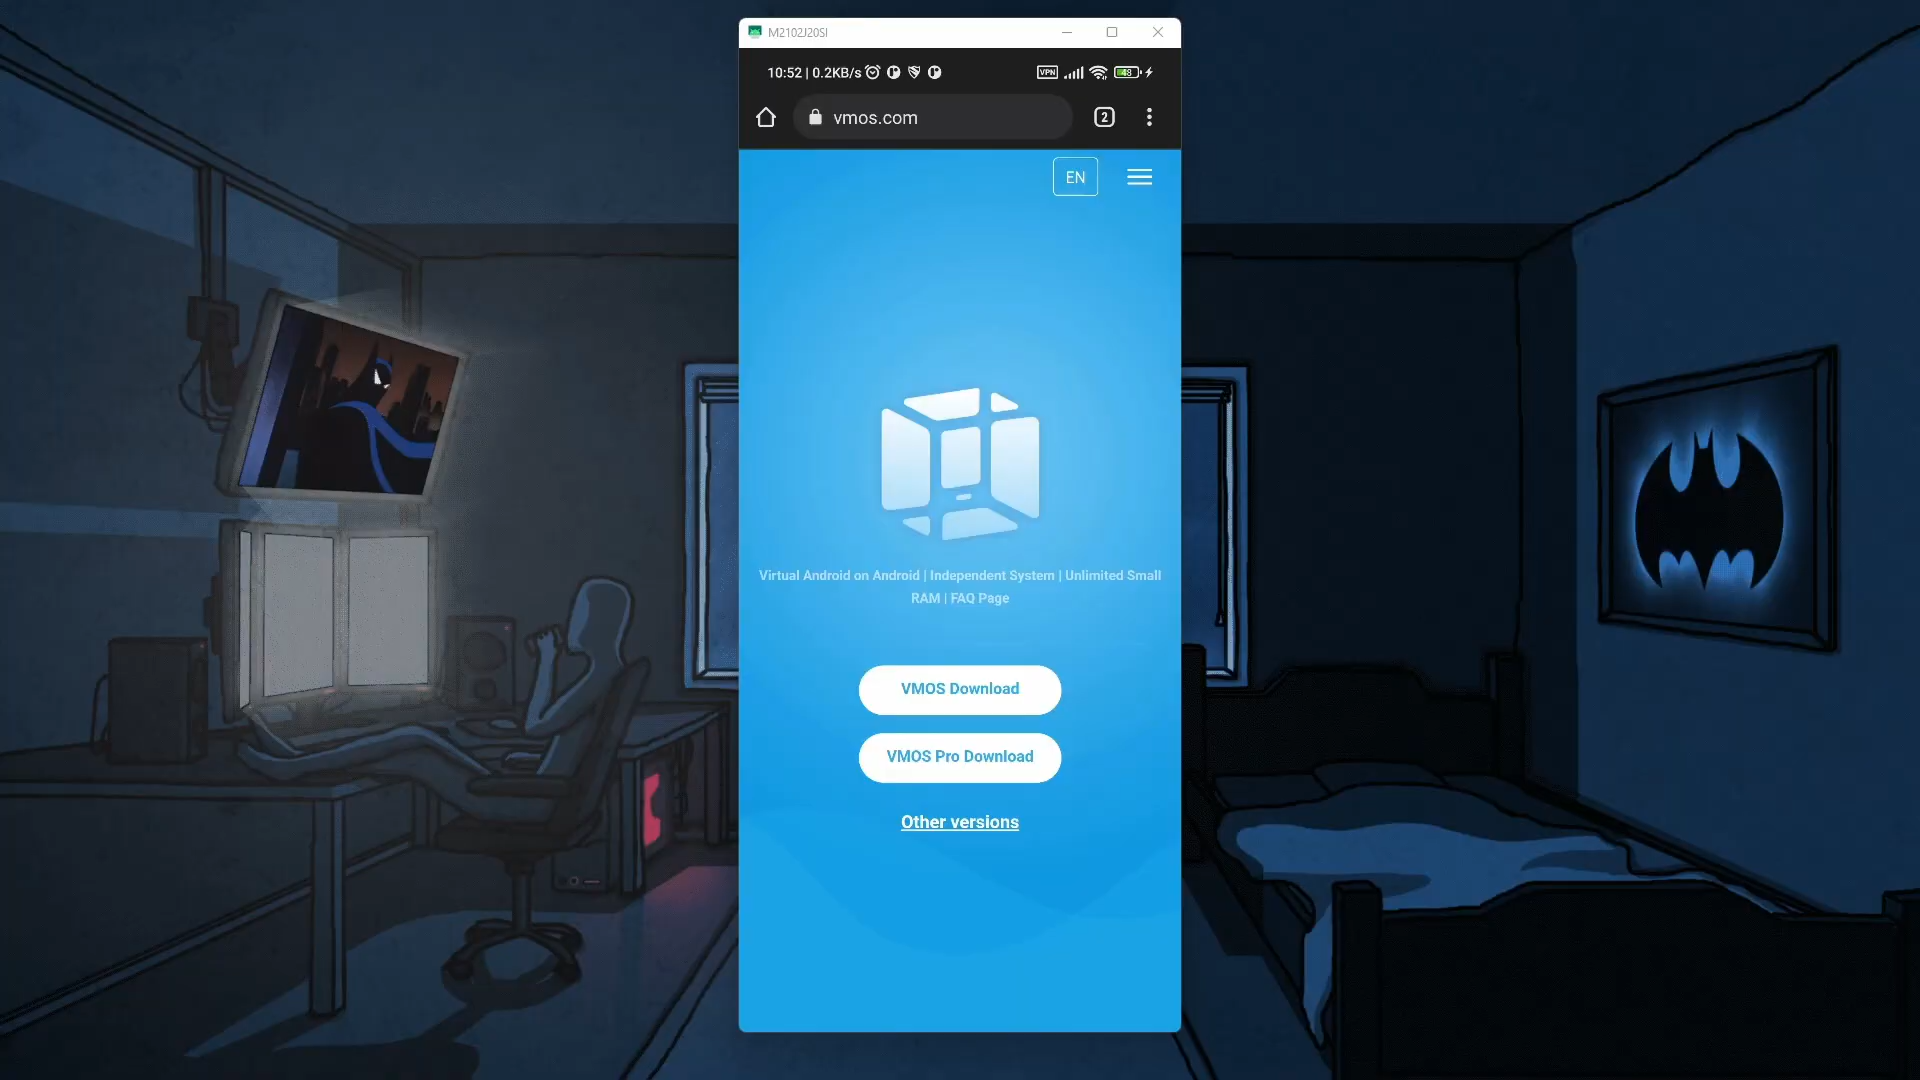 M2102J20SI
10:52 | 0.2KB/s VPN 48
vmos.com 2
EN
Virtual Android on Android | Independent System | Unlimited Small
RAM | FAQ Page
VMOS Download
VMOS Pro Download
Other versions